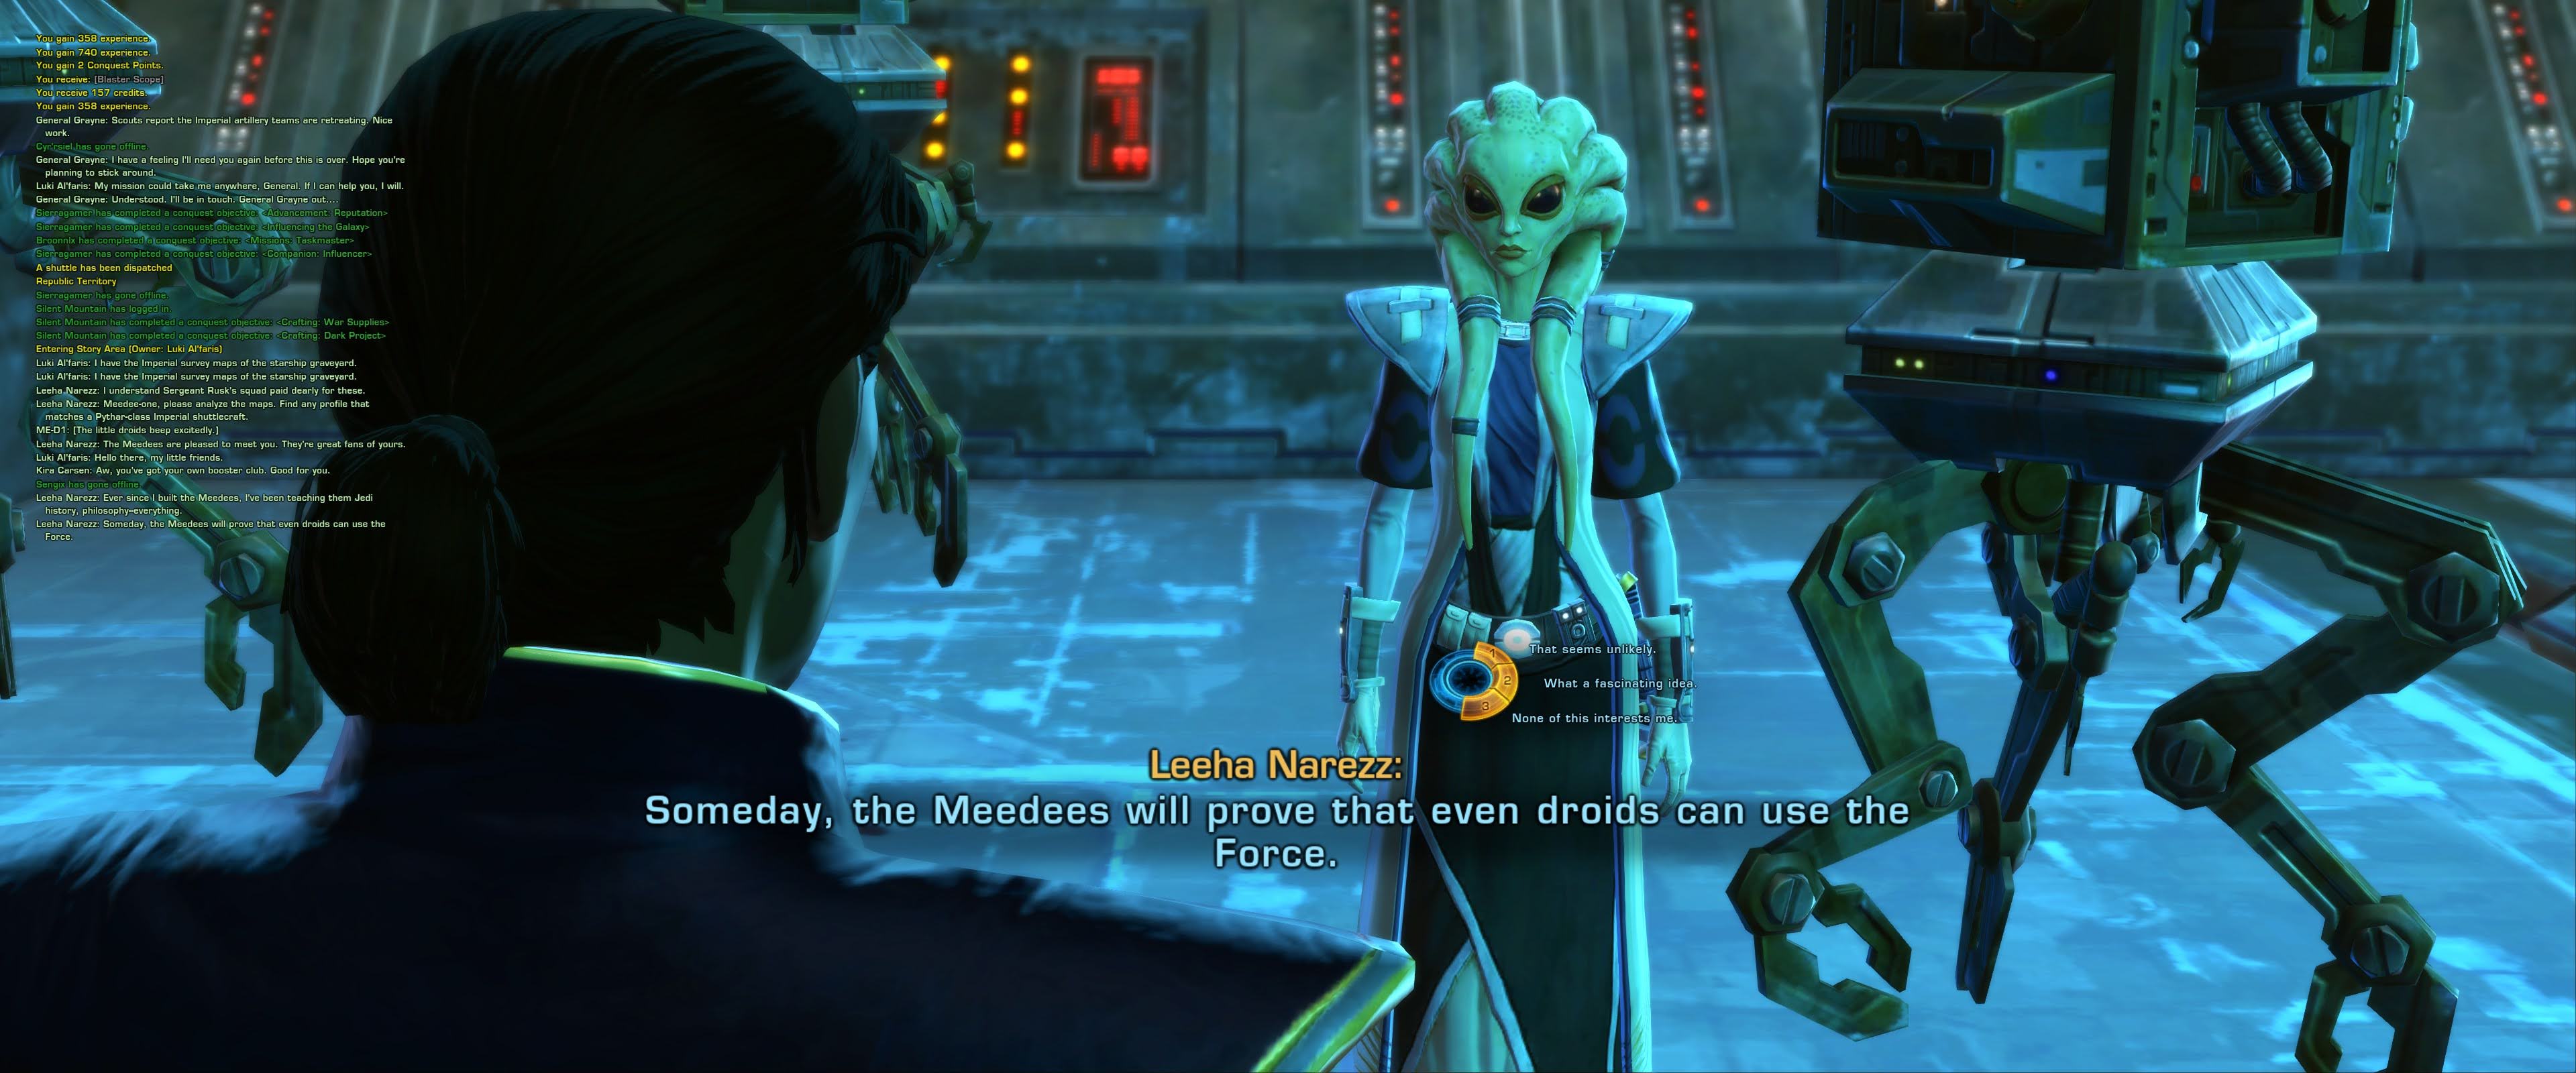 You gain 358 experience.
You gain 740 experience.
You gain 2 Conquest Points.
You receive: [Blaster Scope]
You receive 157 credits.
You gain 358 experience.
General Grayne: Scouts report the Imperial artillery teams are retreating. Nice
work.
Cyr'siel has gone offline.
General Grayne: I have a feeling I'll need you again before this is over. Hope you're
planning to stick around.
Luki Al'faris: My mission could take me anywhere, General. If I can help you, I will.
General Grayne: Understood. I'll be in touch. General Grayne out....
Sierragamer has completed a conquest objective: <Advancement: Reputation>
Sierragamer has completed a conquest objective: <Influencing the Galaxy>
Broonnlx has completed a conquest objective: <Missions: Taskmaster>
Sierragamer has completed a conquest objective: <Companion: Influencer>
A shuttle has been dispatched
Republic Territory
Sierragamer has gone offline.
Silent Mountain has logged in.
Silent Mountain has completed a conquest objective: <Crafting: War Supplies>
Silent Mountain has completed a conquest objective: <Crafting: Dark Project>
Entering Story Area (Owner: Luki Al'faris)
Luki Al'faris: I have the Imperial survey maps of the starship graveyard.
Luki Al'faris: I have the Imperial survey maps of the starship graveyard.
Leeha Narezz: I understand Sergeant Rusk's squad paid dearly for these.
Leeha Narezz: Meedee-one, please analyze the maps. Find any profile that
matches a Pythar-class Imperial shuttlecraft.
ME-D1: [The little droids beep excitedly.]
Leeha Narezz: The Meedees are pleased to meet you. They're great fans of yours.
Luki Al'faris: Hello there, my little friends.
Kira Carsen: Aw, you've got your own booster club. Good for you.
Sengix has gone offline.
Leeha Narezz: Ever since I built the Meedees, I've been teaching them Jedi
history, philosophy–everything.
Leeha Narezz: Someday, the Meedees will prove that even droids can use the
Force.
1 That seems unlikely.
2 What a fascinating idea.
3 None of this interests me.
Leeha Narezz:
Someday, the Meedees will prove that even droids can use the
Force.